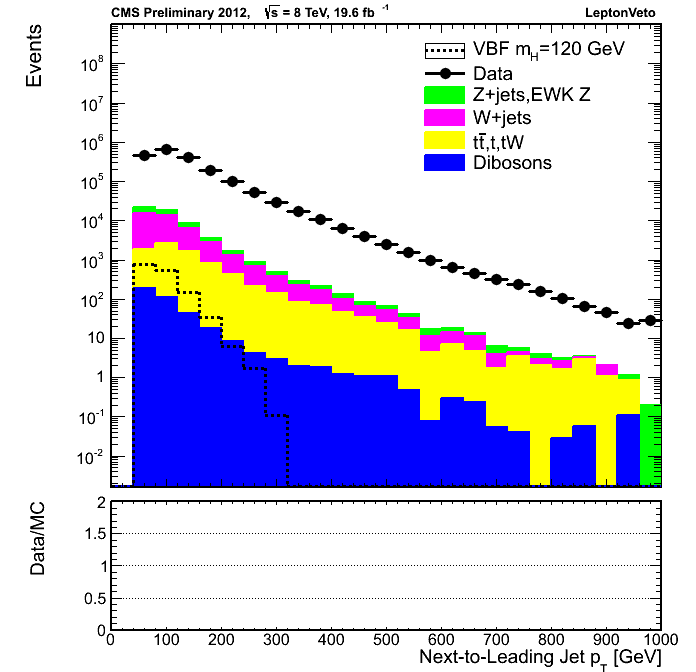 CMS Preliminary 2012, √s = 8 TeV, 19.6 fb⁻¹ LeptonVeto
Events
VBF m_H=120 GeV
Data
Z+jets,EWK Z
W+jets
tt̄,t,tW
Dibosons
10⁸
10⁷
10⁶
10⁵
10⁴
10³
10²
10
1
10⁻¹
10⁻²
Data/MC
2
1.5
1
0.5
0
0 100 200 300 400 500 600 700 800 900 1000
Next-to-Leading Jet p_T [GeV]